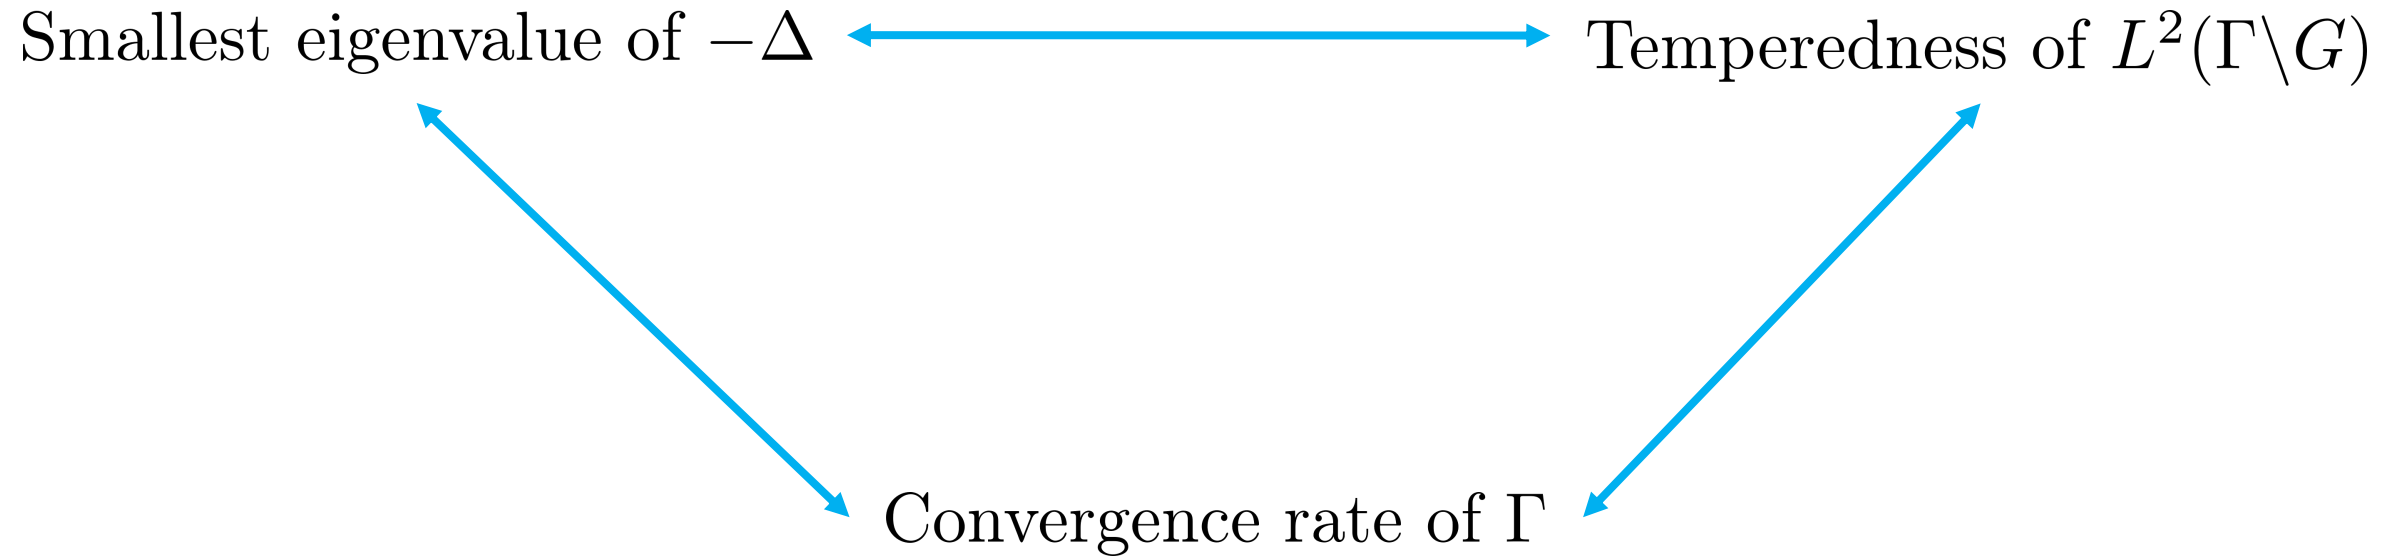 Smallest eigenvalue of −Δ
Temperedness of L²(Γ\G)
Convergence rate of Γ